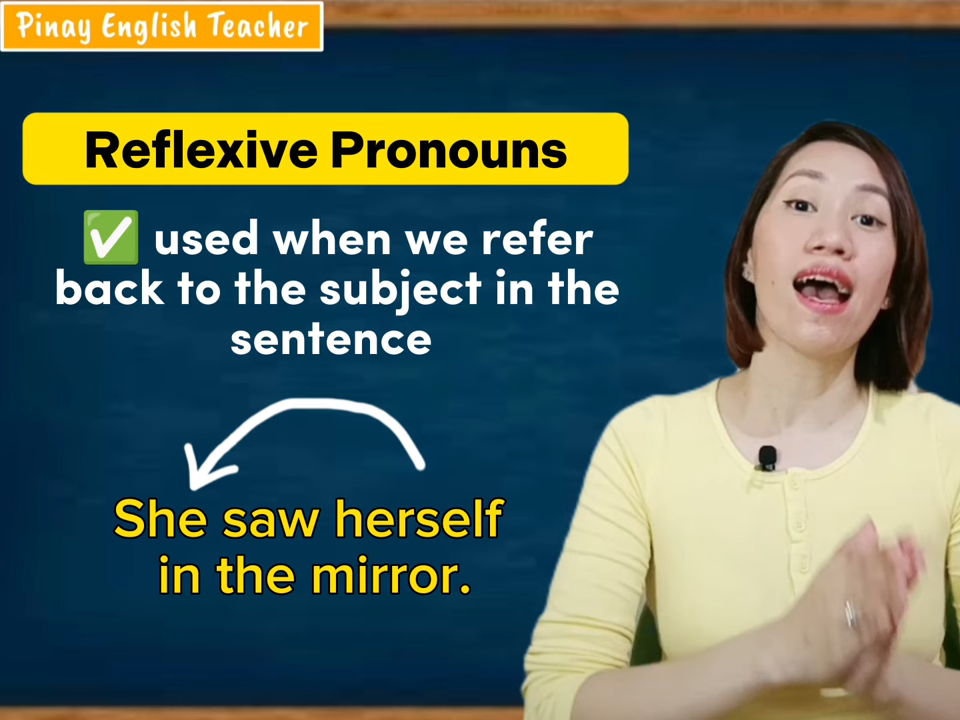 Pinay English Teacher
Reflexive Pronouns
✅ used when we refer
back to the subject in the
sentence
She saw herself
in the mirror.